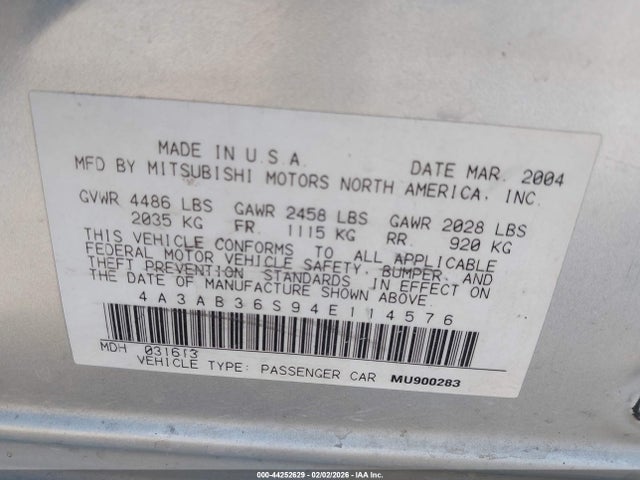 MADE IN U.S.A. DATE MAR. 2004
MFD BY MITSUBISHI MOTORS NORTH AMERICA, INC.
GVWR 4486 LBS GAWR 2458 LBS GAWR 2028 LBS
2035 KG FR. 1115 KG RR. 920 KG
THIS VEHICLE CONFORMS TO ALL APPLICABLE
FEDERAL MOTOR VEHICLE SAFETY, BUMPER, AND
THEFT PREVENTION STANDARDS IN EFFECT ON
THE DATE OF MANUFACTURE SHOWN ABOVE.
4A3AB36S94E114576
MDH 031613
VEHICLE TYPE: PASSENGER CAR MU900283
000-44252629 - 02/02/2026 - IAA Inc.